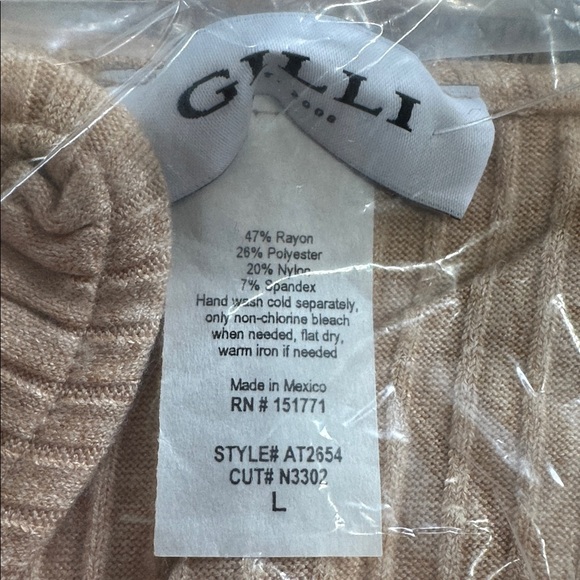 GILLI
47% Rayon
26% Polyester
20% Nylon
7% Spandex
Hand wash cold separately,
only non-chlorine bleach
when needed, flat dry,
warm iron if needed
Made in Mexico
RN # 151771
STYLE# AT2654
CUT# N3302
L